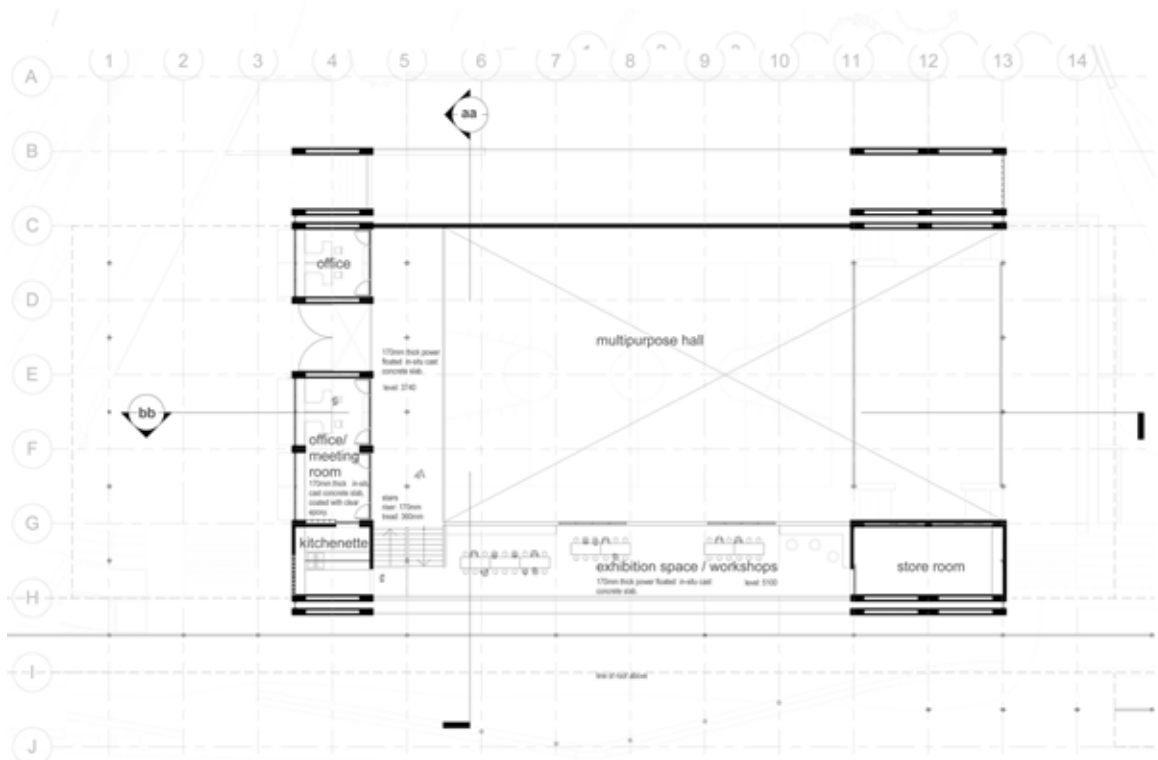 1 2 3 4 5 6 7 8 9 10 11 12 13 14
A
aa
B
C
office
D
multipurpose hall
170mm thick power
floated in-situ cast
concrete slab.
level: 3740
E
bb
F
office/
meeting
room
170mm thick in-situ
cast concrete slab,
coated with clear
epoxy.
stairs
riser: 170mm
tread: 360mm
G
kitchenette
exhibition space / workshops
170mm thick power floated in-situ cast
concrete slab.
level: 5100
store room
H
I
line of roof above
J